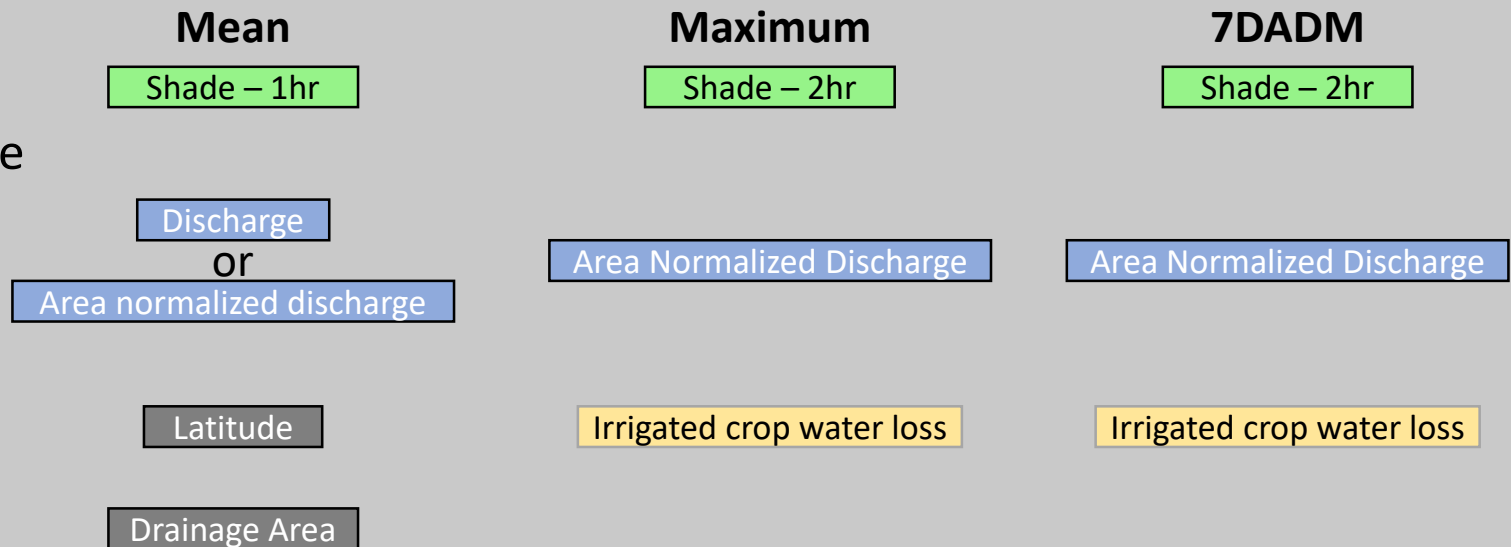 Mean Maximum 7DADM
Shade – 1hr Shade – 2hr Shade – 2hr
e
Discharge
or
Area normalized discharge Area Normalized Discharge Area Normalized Discharge
Latitude Irrigated crop water loss Irrigated crop water loss
Drainage Area